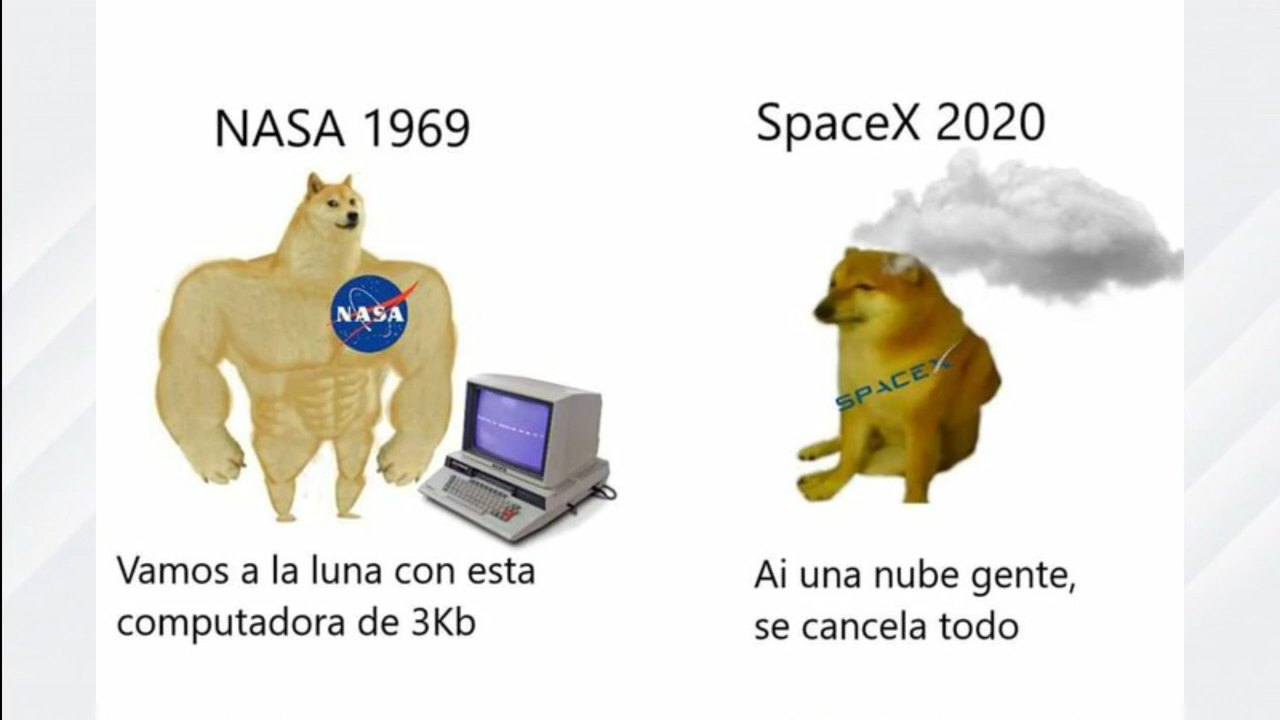 NASA 1969
SpaceX 2020
NASA
SPACEX
Vamos a la luna con esta
computadora de 3Kb
Ai una nube gente,
se cancela todo